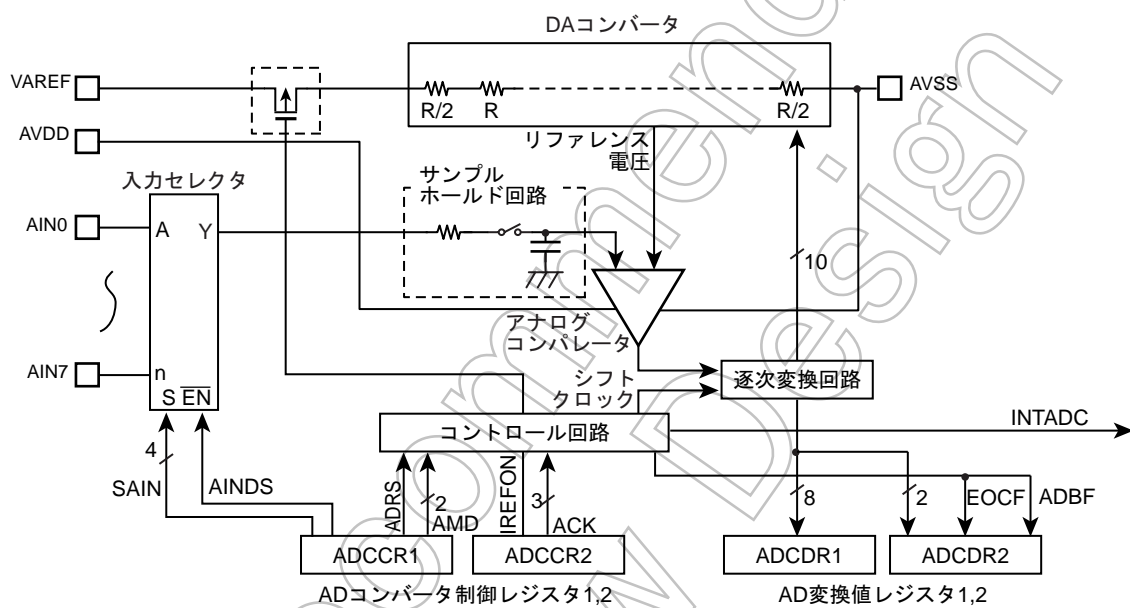 DAコンバータ
VAREF
AVSS
R/2
R
R/2
AVDD
リファレンス
電圧
入力セレクタ
サンプル
ホールド回路
AIN0
A
Y
10
アナログ
コンパレータ
AIN7
n
S EN
シフト
クロック
逐次変換回路
コントロール回路
INTADC
4
SAIN
AINDS
ADRS
2
AMD
IREFON
3
ACK
8
2
EOCF
ADBF
ADCCR1
ADCCR2
ADCDR1
ADCDR2
ADコンバータ制御レジスタ1,2
AD変換値レジスタ1,2